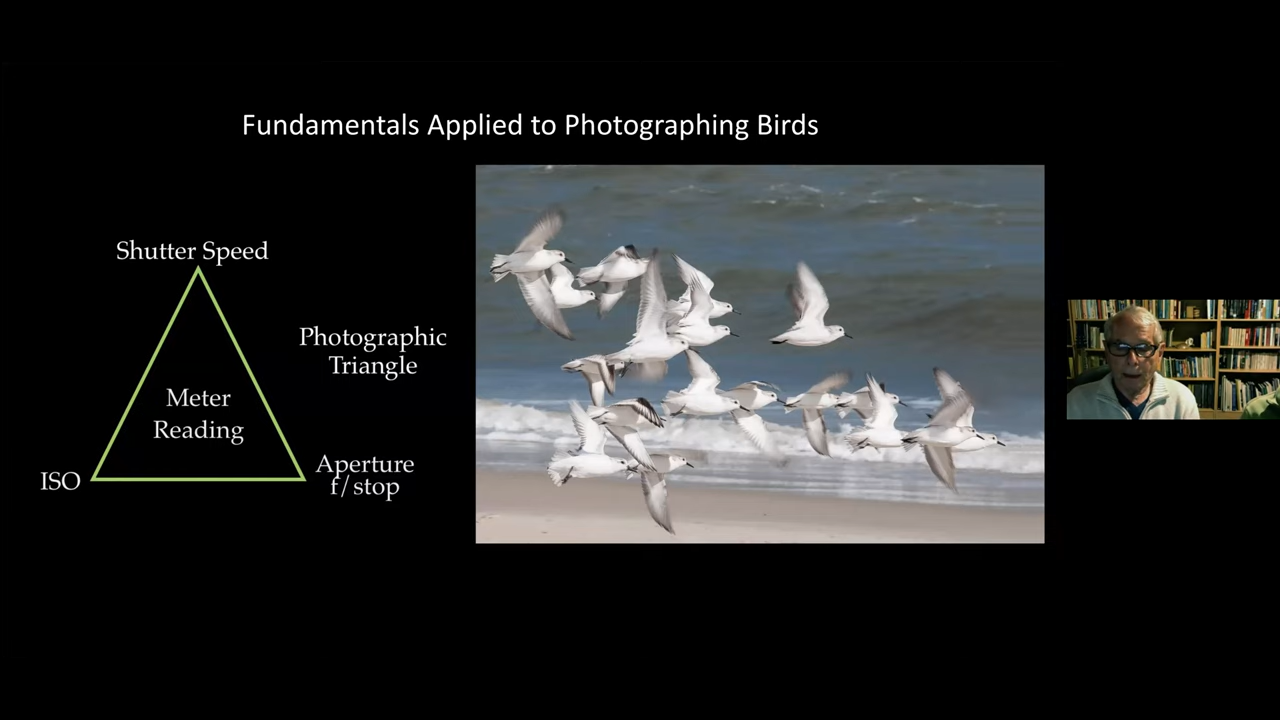 Fundamentals Applied to Photographing Birds
Shutter Speed
Photographic
Triangle
Meter
Reading
ISO
Aperture
f/stop